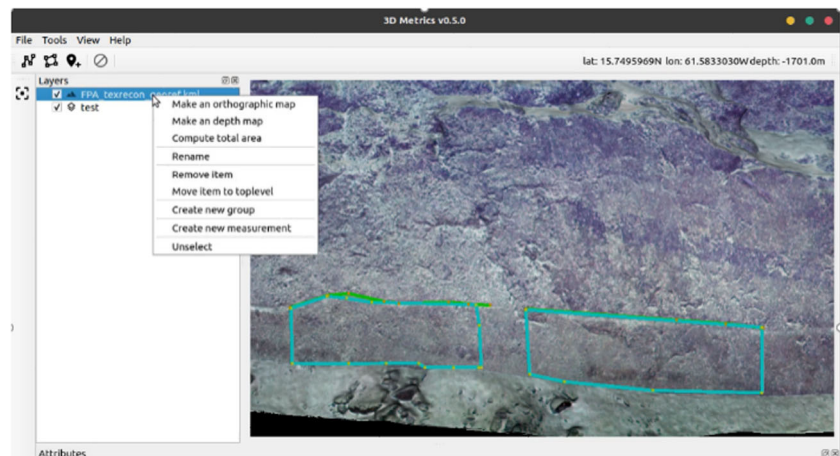 3D Metrics v0.5.0
File Tools View Help
lat: 15.7495969N lon: 61.5833030W depth: -1701.0m
Layers
FPA_texrecon_georef.kml
test
Make an orthographic map
Make an depth map
Compute total area
Rename
Remove item
Move item to toplevel
Create new group
Create new measurement
Unselect
Attributes